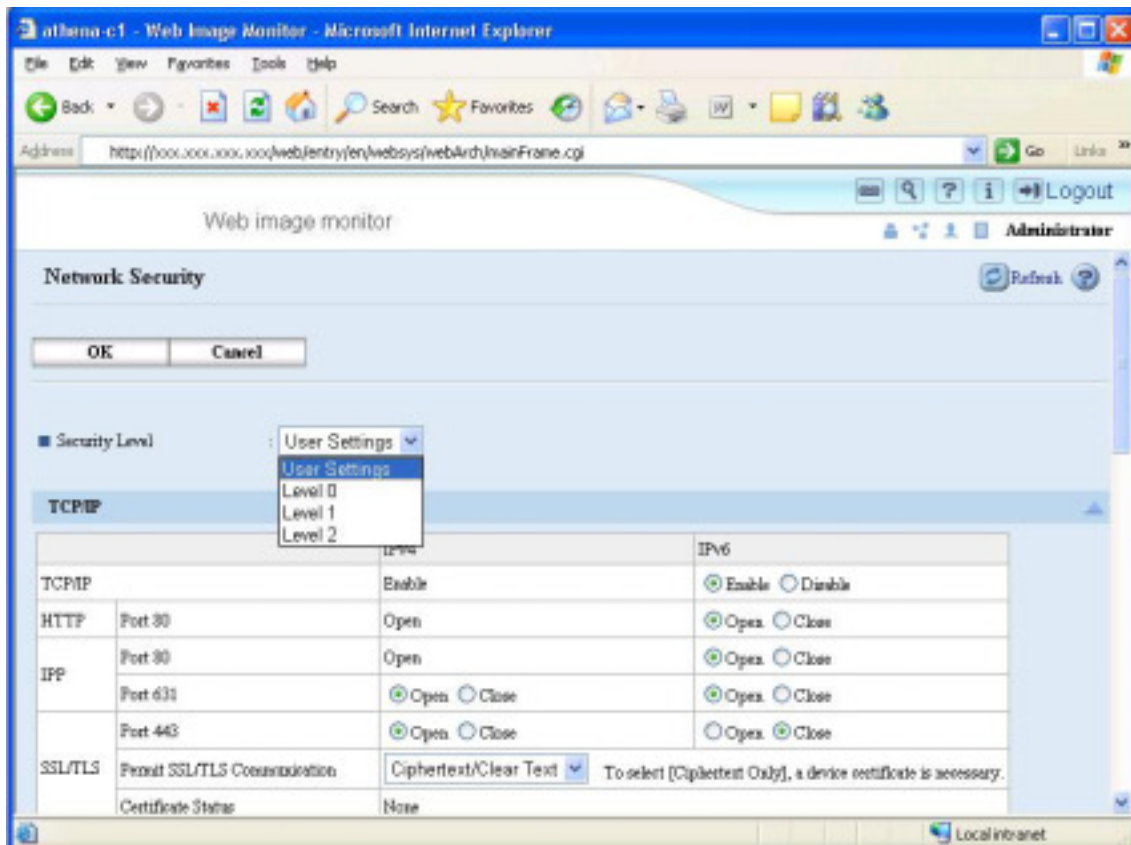 athena-c1 - Web Image Monitor - Microsoft Internet Explorer
File Edit View Favorites Tools Help
Back Search Favorites
Address http://xxx.xxx.xxx.xxx/web/entry/en/websys/webArch/mainFrame.cgi Go Links »
Logout
Web image monitor
Administrator
Network Security Refresh
OK Cancel
Security Level : User Settings
User Settings
Level 0
Level 1
Level 2
TCP/IP
IPv4 IPv6
TCP/IP Enable Enable Disable
HTTP Port 80 Open Open Close
IPP Port 80 Open Open Close
Port 631 Open Close Open Close
SSL/TLS Port 443 Open Close Open Close
Permit SSL/TLS Communication Ciphertext/Clear Text To select [Ciphertext Only], a device certificate is necessary.
Certificate Status None
Local intranet